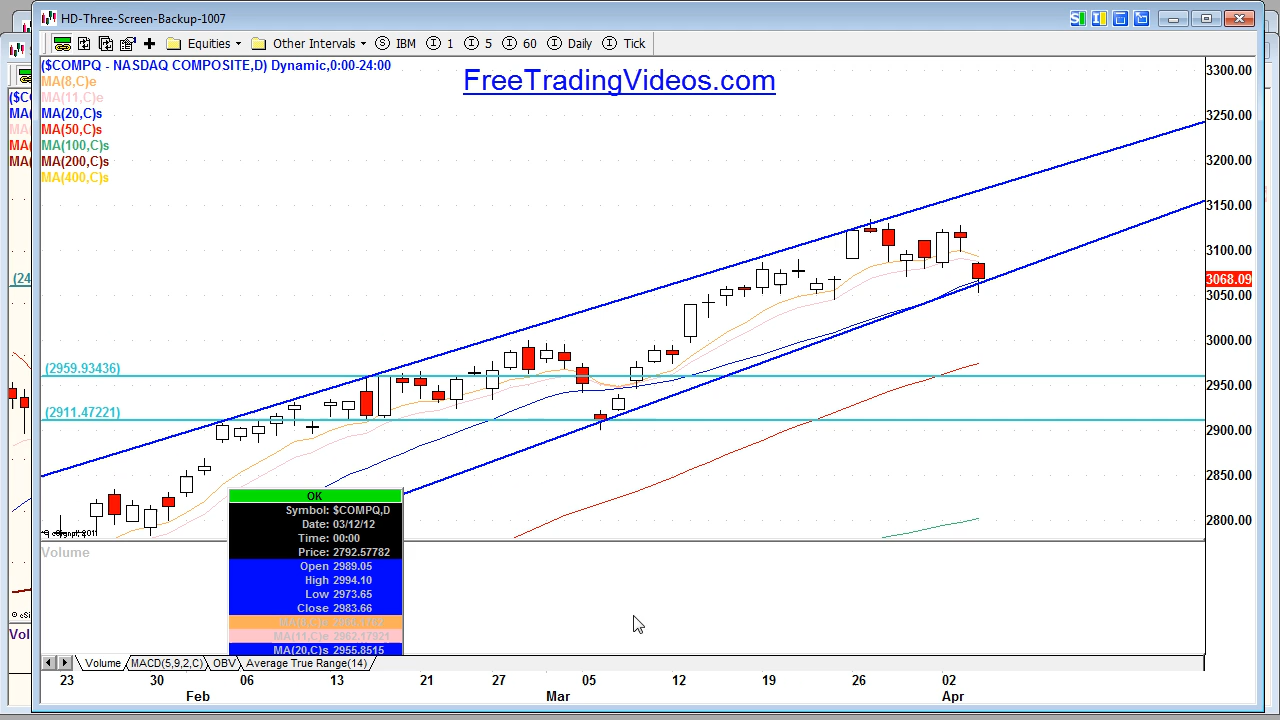 HD-Three-Screen-Backup-1007
Equities Other Intervals IBM 1 5 60 Daily Tick
($COMPQ - NASDAQ COMPOSITE,D) Dynamic,0:00-24:00
FreeTradingVideos.com
MA(8,C)e
MA(11,C)e
MA(20,C)s
MA(50,C)s
MA(100,C)s
MA(200,C)s
MA(400,C)s
3300.00
3250.00
3200.00
3150.00
3100.00
3068.09
3050.00
3000.00
2950.00
2900.00
2850.00
2800.00
(2959.93436)
(2911.47221)
OK
Symbol: $COMPQ,D
Date: 03/12/12
Time: 00:00
Price: 2792.57782
Open 2989.05
High 2994.10
Low 2973.65
Close 2983.66
MA(11,C)e 2962.17921
MA(20,C)s 2955.8515
Volume
Volume MACD(5,9,2,C) OBV Average True Range(14)
23 30 06 13 21 27 05 12 19 26 02
Feb Mar Apr